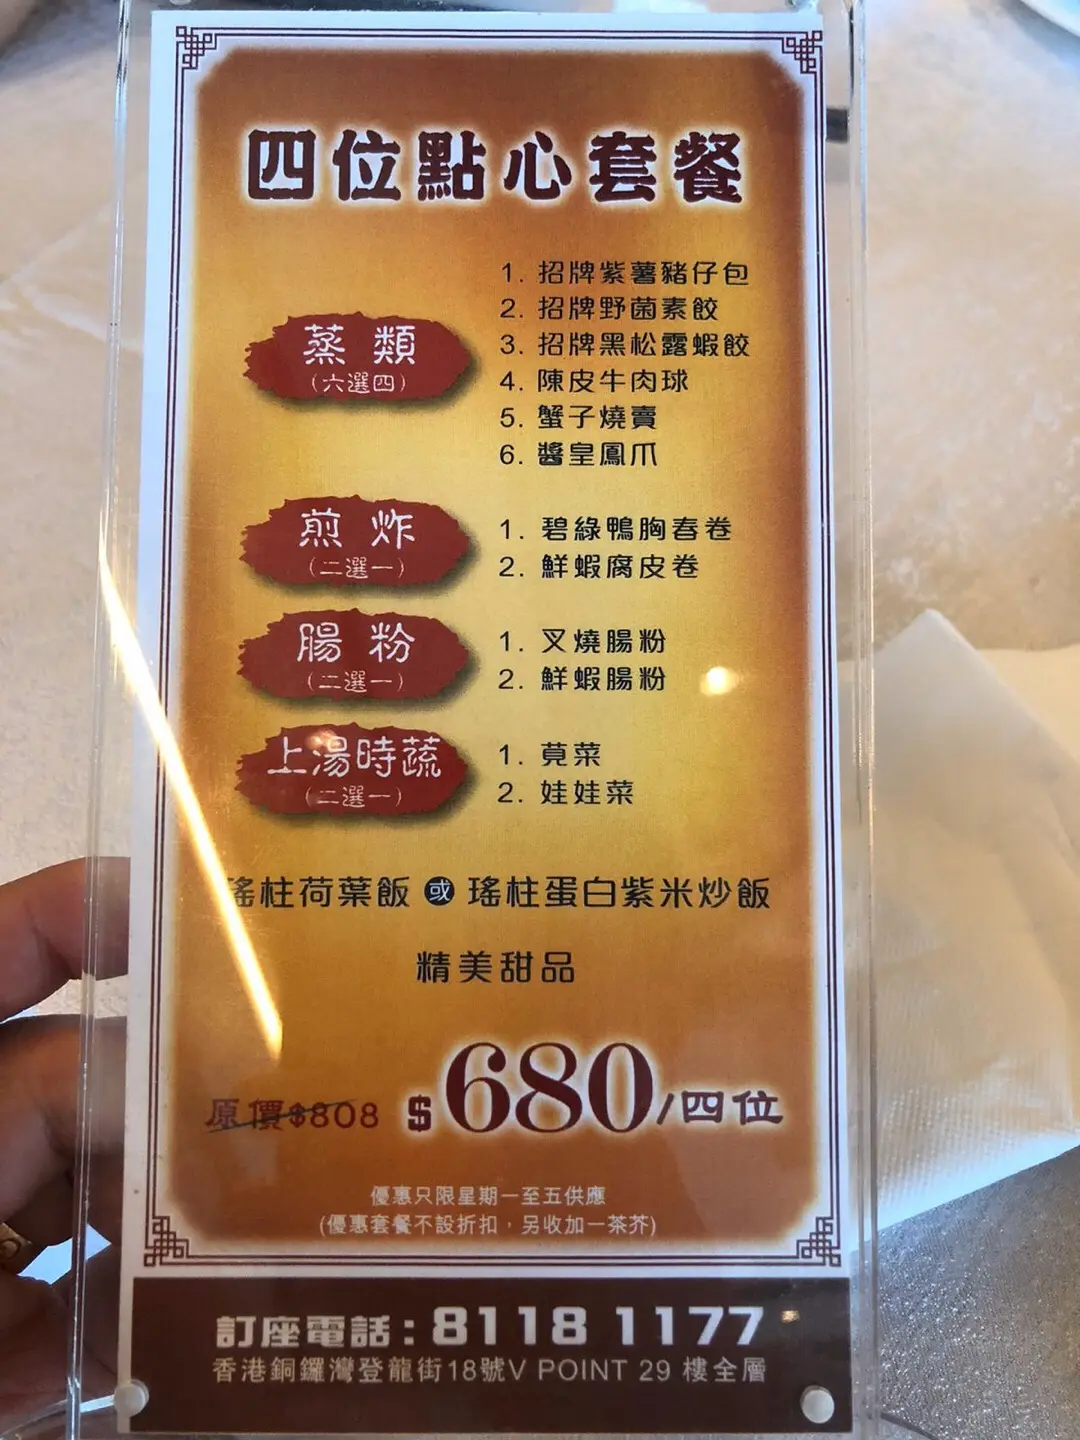 四位點心套餐
蒸類
(六選四)
1. 招牌紫薯豬仔包
2. 招牌野菌素餃
3. 招牌黑松露蝦餃
4. 陳皮牛肉球
5. 蟹子燒賣
6. 醬皇鳳爪
煎炸
(二選一)
1. 碧綠鴨胸春卷
2. 鮮蝦腐皮卷
腸粉
(二選一)
1. 叉燒腸粉
2. 鮮蝦腸粉
上湯時蔬
(二選一)
1. 莧菜
2. 娃娃菜
瑤柱荷葉飯 或 瑤柱蛋白紫米炒飯
精美甜品
原價$808 $680/四位
優惠只限星期一至五供應
(優惠套餐不設折扣，另收加一茶芥)
訂座電話：8118 1177
香港銅鑼灣登龍街18號V POINT 29 樓全層